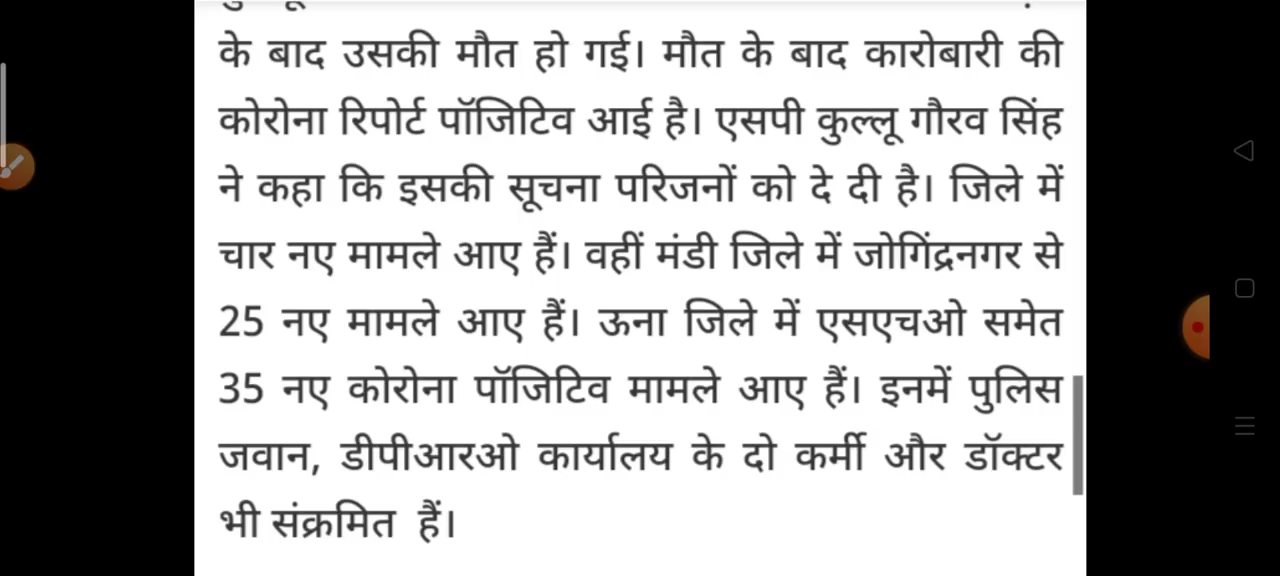 के बाद उसकी मौत हो गई। मौत के बाद कारोबारी की
कोरोना रिपोर्ट पॉजिटिव आई है। एसपी कुल्लू गौरव सिंह
ने कहा कि इसकी सूचना परिजनों को दे दी है। जिले में
चार नए मामले आए हैं। वहीं मंडी जिले में जोगिंद्रनगर से
25 नए मामले आए हैं। ऊना जिले में एसएचओ समेत
35 नए कोरोना पॉजिटिव मामले आए हैं। इनमें पुलिस
जवान, डीपीआरओ कार्यालय के दो कर्मी और डॉक्टर
भी संक्रमित हैं।